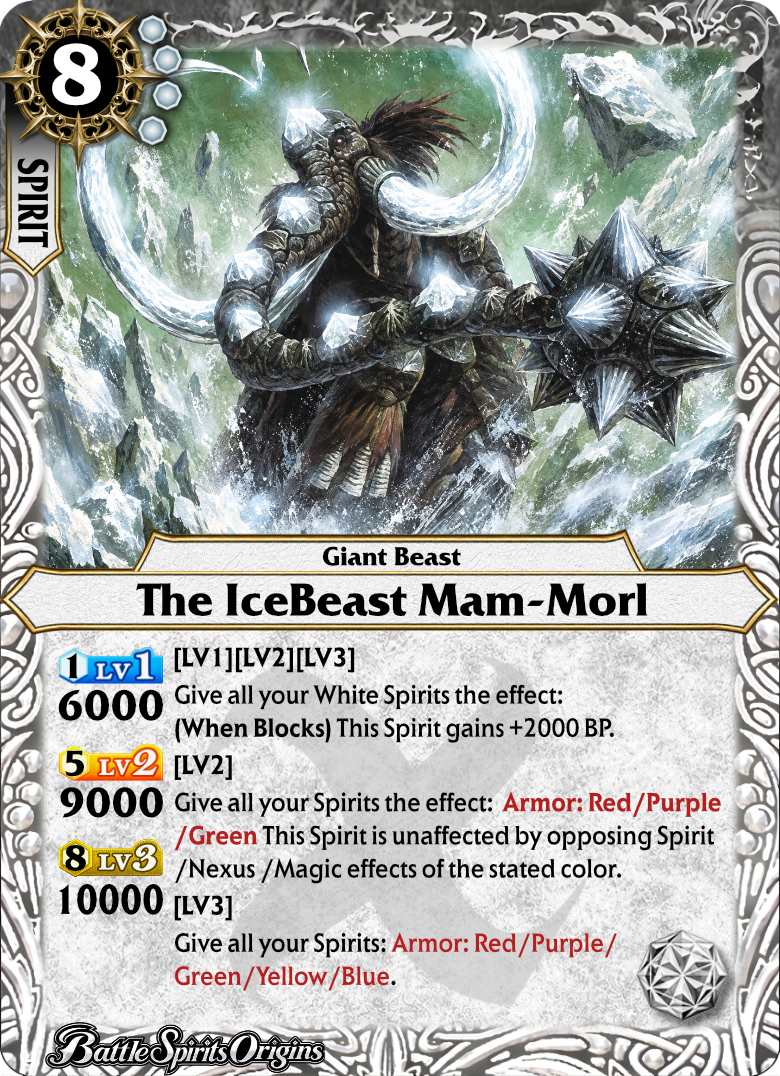 8
SPIRIT
Giant Beast
The IceBeast Mam-Morl
1 LV1
6000
[LV1][LV2][LV3]
Give all your White Spirits the effect:
(When Blocks) This Spirit gains +2000 BP.
5 LV2
9000
[LV2]
Give all your Spirits the effect: Armor: Red/Purple
/Green This Spirit is unaffected by opposing Spirit
/Nexus /Magic effects of the stated color.
8 LV3
10000
[LV3]
Give all your Spirits: Armor: Red/Purple/
Green/Yellow/Blue.
Battle Spirits Origins